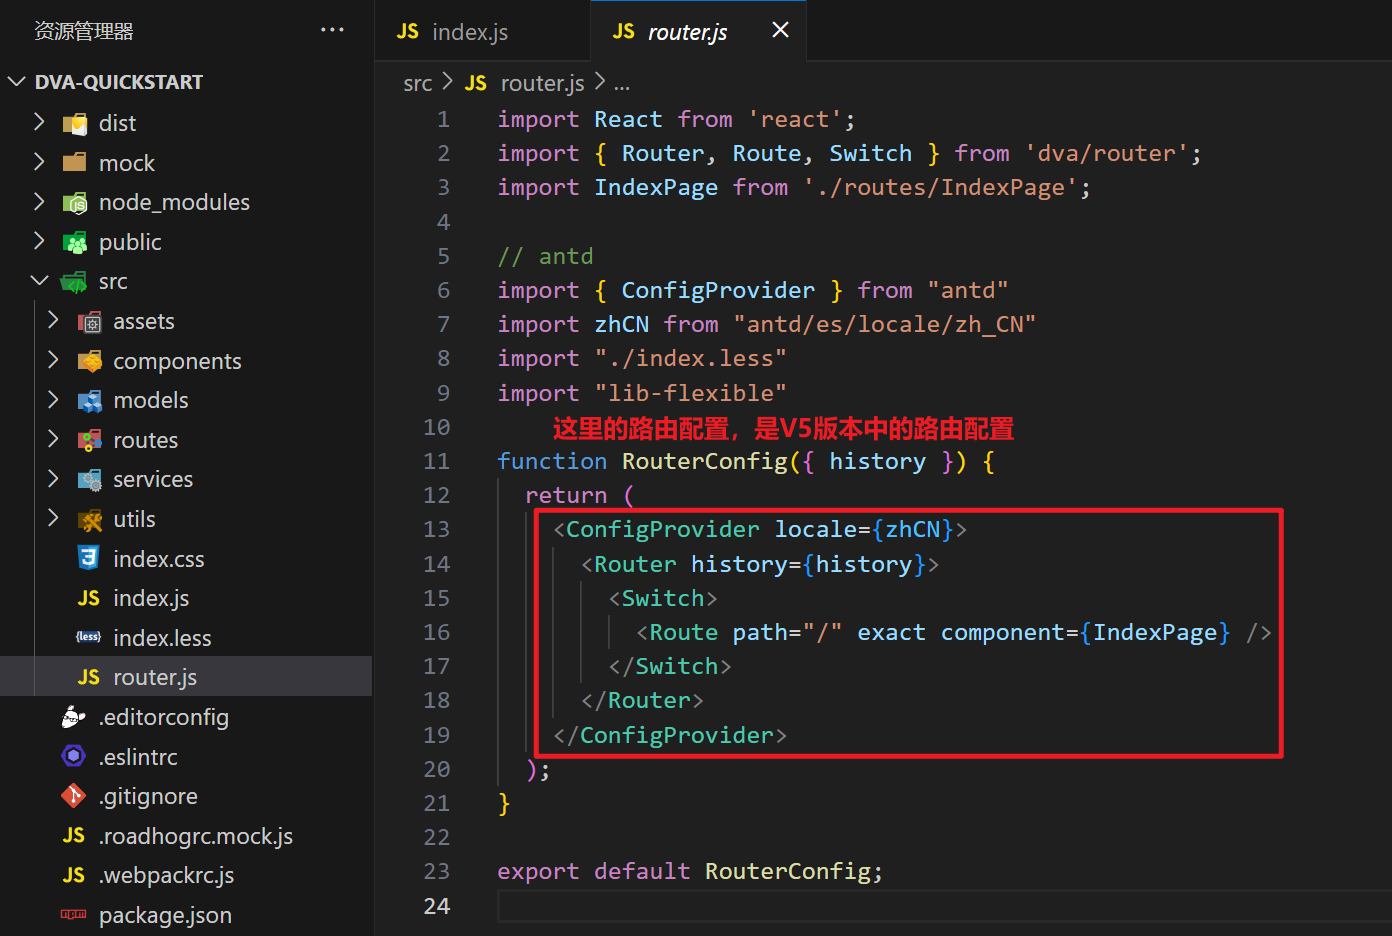 资源管理器
...
DVA-QUICKSTART
dist
mock
node_modules
public
src
assets
components
models
routes
services
utils
index.css
JS index.js
{less} index.less
JS router.js
.editorconfig
.eslintrc
.gitignore
JS .roadhogrc.mock.js
JS .webpackrc.js
npm package.json
JS index.js
JS router.js
src > JS router.js > ...
1 import React from 'react';
2 import { Router, Route, Switch } from 'dva/router';
3 import IndexPage from './routes/IndexPage';
4
5 // antd
6 import { ConfigProvider } from "antd"
7 import zhCN from "antd/es/locale/zh_CN"
8 import "./index.less"
9 import "lib-flexible"
10 这里的路由配置，是V5版本中的路由配置
11 function RouterConfig({ history }) {
12 return (
13 <ConfigProvider locale={zhCN}>
14 <Router history={history}>
15 <Switch>
16 <Route path="/" exact component={IndexPage} />
17 </Switch>
18 </Router>
19 </ConfigProvider>
20 );
21 }
22
23 export default RouterConfig;
24